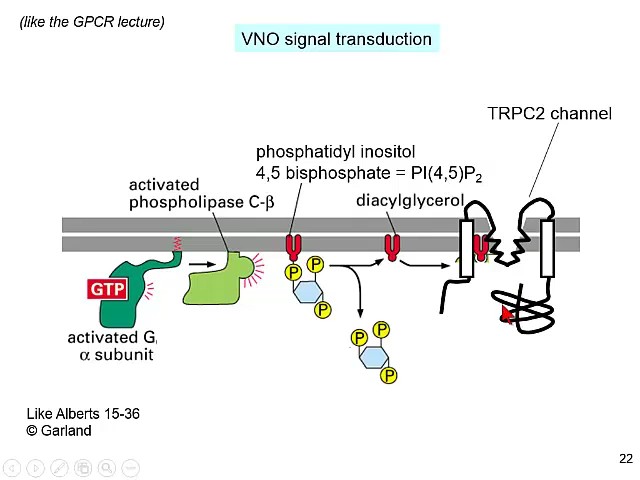 (like the GPCR lecture)
VNO signal transduction
TRPC2 channel
phosphatidyl inositol
4,5 bisphosphate = PI(4,5)P₂
activated
phospholipase C-β
diacylglycerol
GTP
P
P
P
activated Gᵢ
α subunit
P
P
P
Like Alberts 15-36
© Garland
22